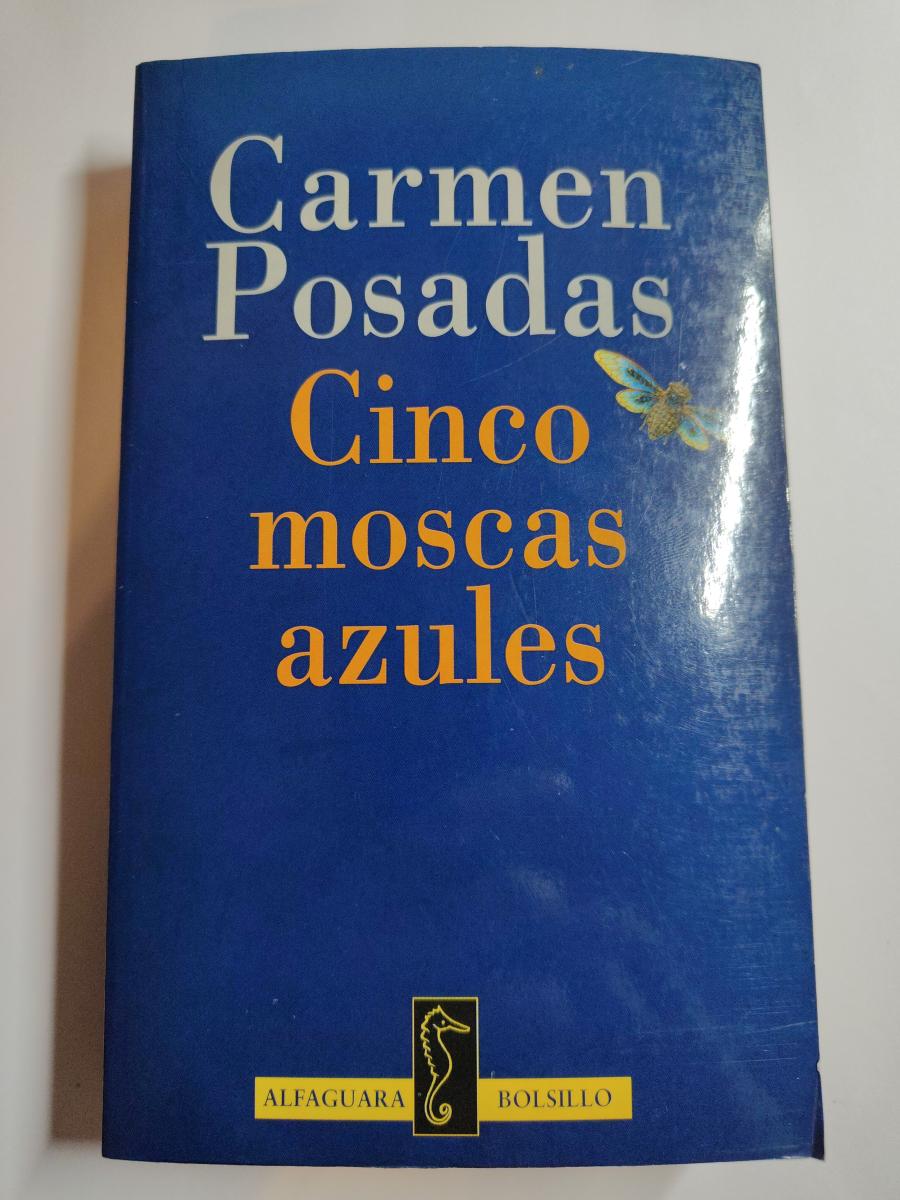 Carmen
Posadas
Cinco
moscas
azules
ALFAGUARA BOLSILLO